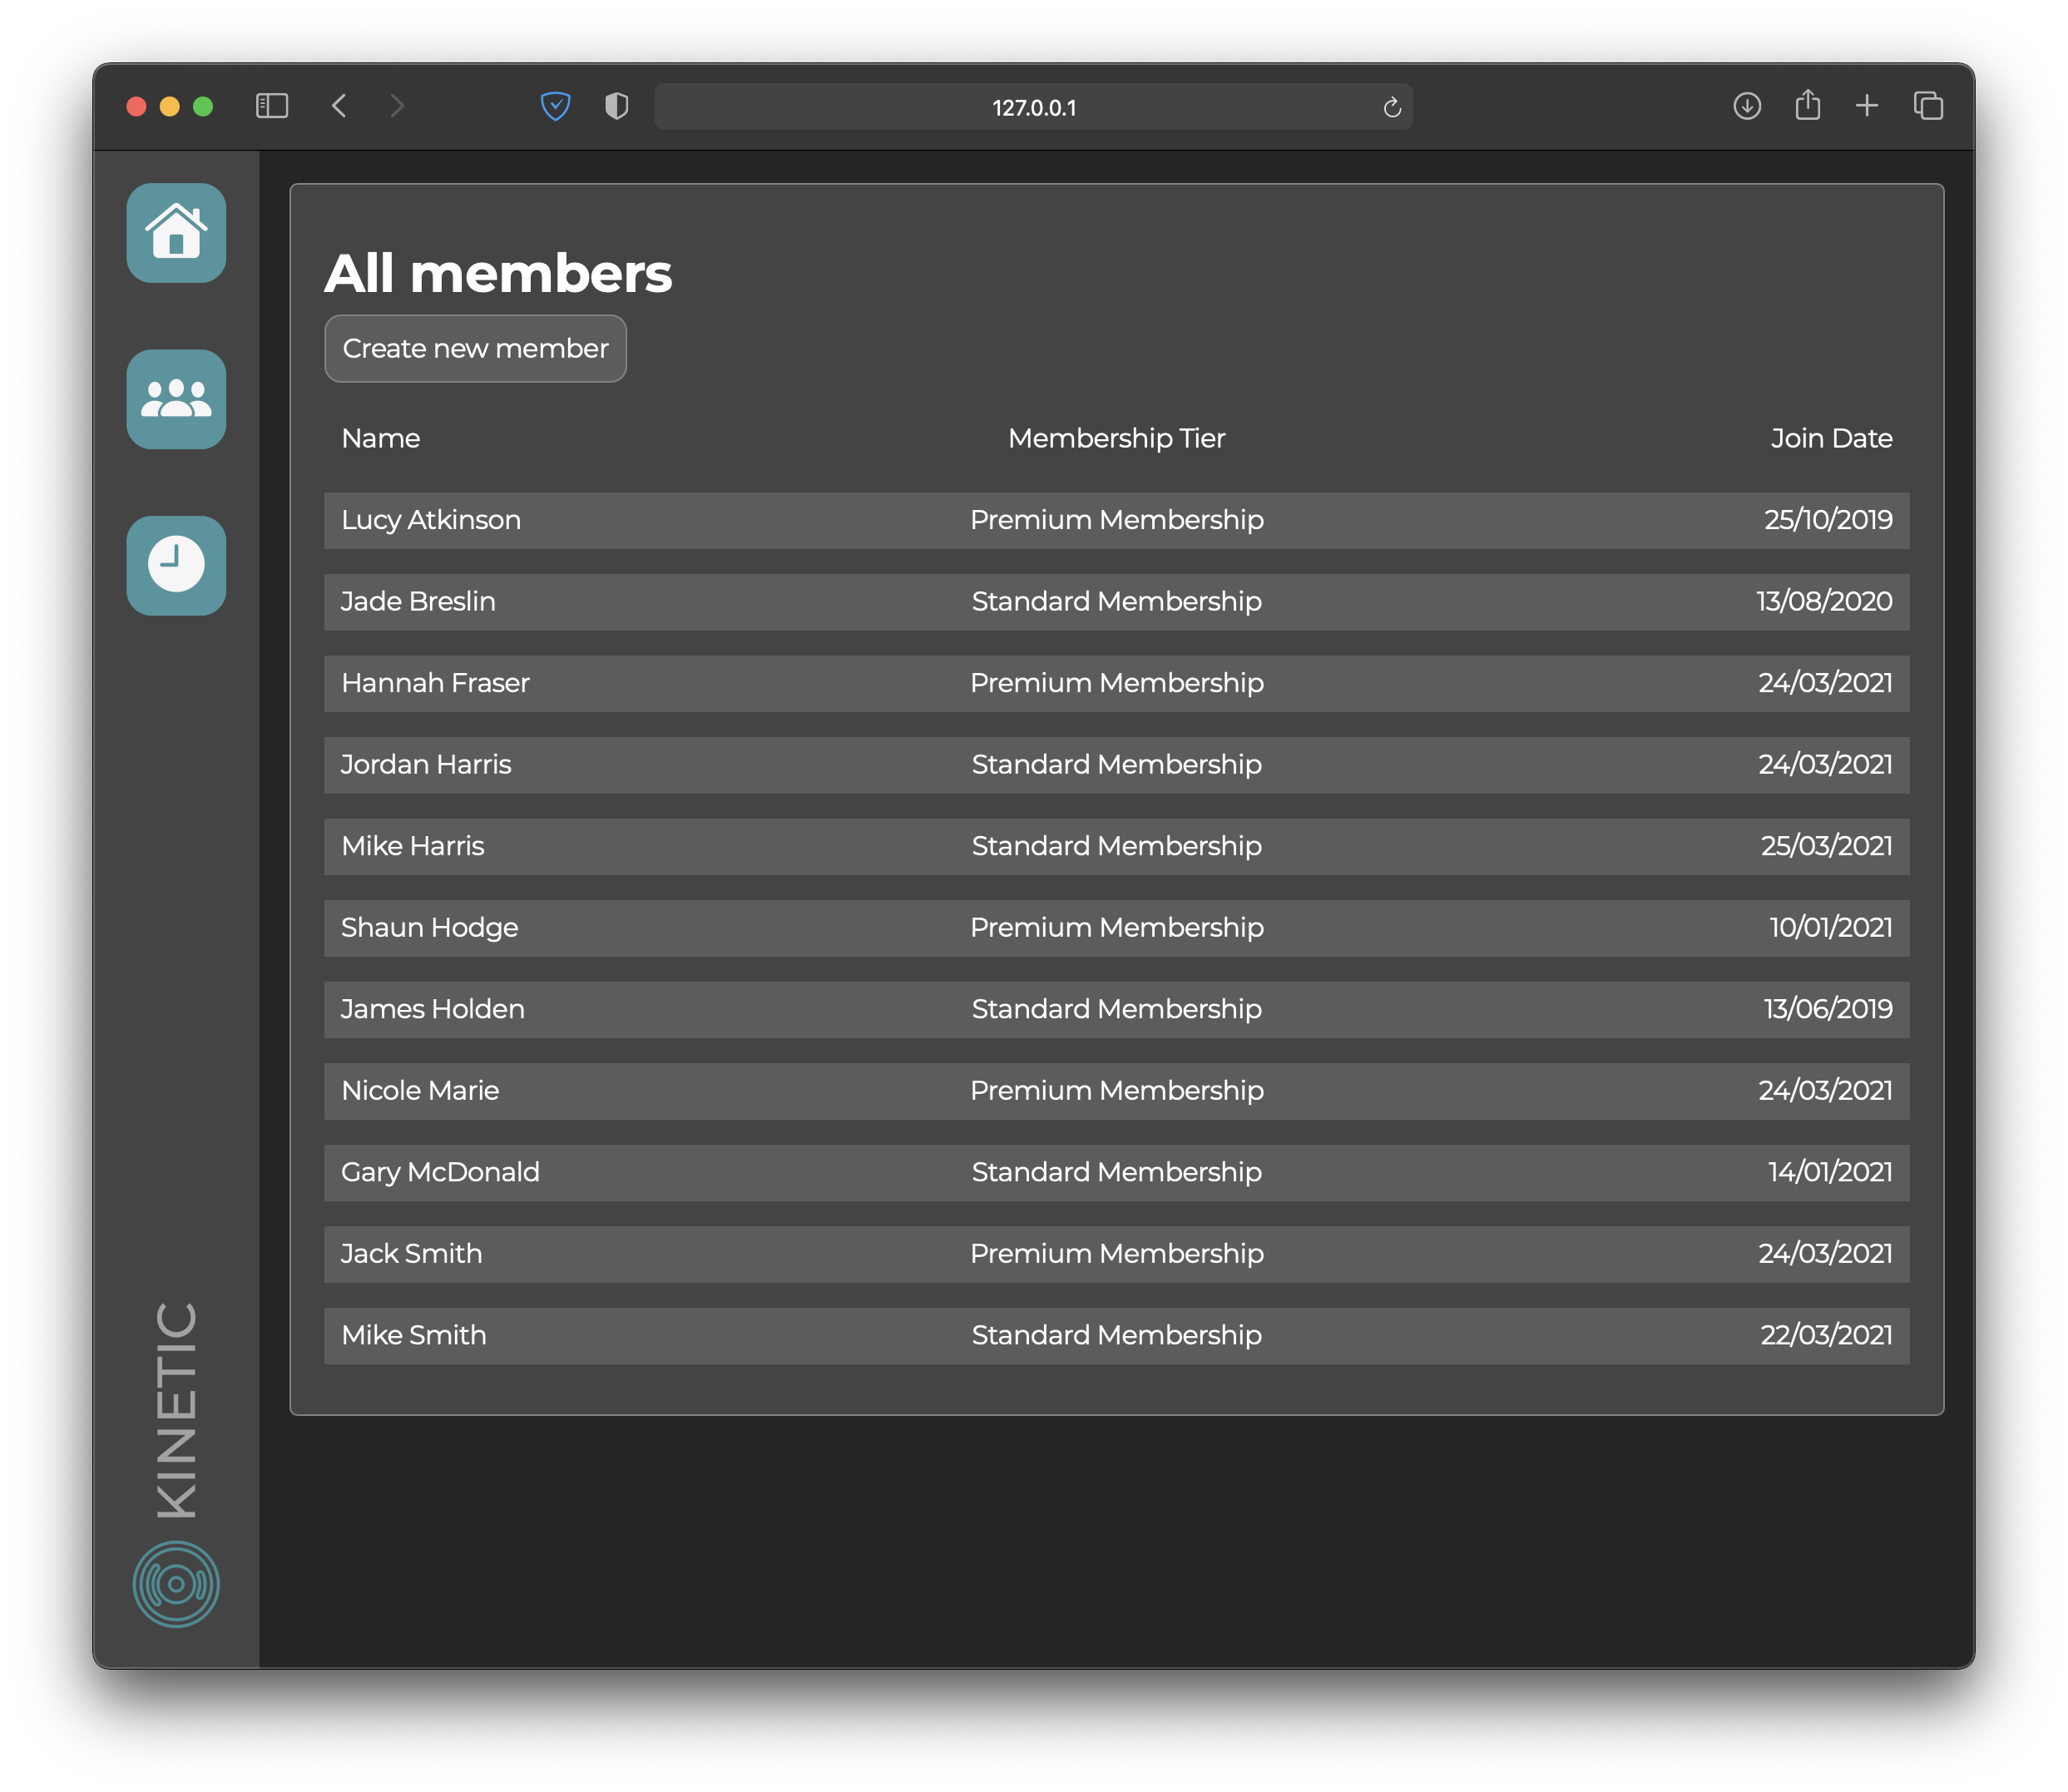 127.0.0.1
All members
Create new member
Name Membership Tier Join Date
Lucy Atkinson Premium Membership 25/10/2019
Jade Breslin Standard Membership 13/08/2020
Hannah Fraser Premium Membership 24/03/2021
Jordan Harris Standard Membership 24/03/2021
Mike Harris Standard Membership 25/03/2021
Shaun Hodge Premium Membership 10/01/2021
James Holden Standard Membership 13/06/2019
Nicole Marie Premium Membership 24/03/2021
Gary McDonald Standard Membership 14/01/2021
Jack Smith Premium Membership 24/03/2021
Mike Smith Standard Membership 22/03/2021
KINETIC